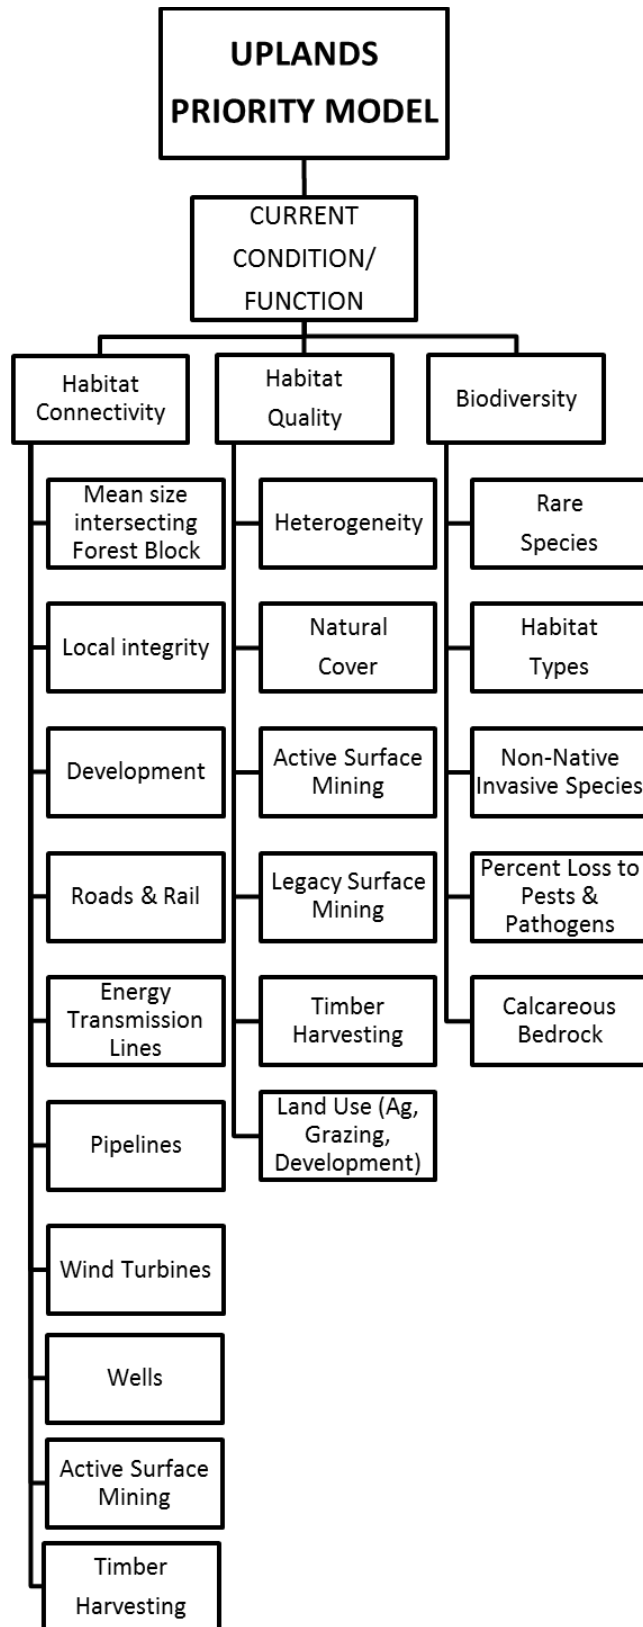 UPLANDS
PRIORITY MODEL
CURRENT
CONDITION/
FUNCTION
Habitat
Connectivity
Mean size
intersecting
Forest Block
Local integrity
Development
Roads & Rail
Energy
Transmission
Lines
Pipelines
Wind Turbines
Wells
Active Surface
Mining
Timber
Harvesting
Habitat
Quality
Heterogeneity
Natural
Cover
Active Surface
Mining
Legacy Surface
Mining
Timber
Harvesting
Land Use (Ag,
Grazing,
Development)
Biodiversity
Rare
Species
Habitat
Types
Non-Native
Invasive Species
Percent Loss to
Pests &
Pathogens
Calcareous
Bedrock